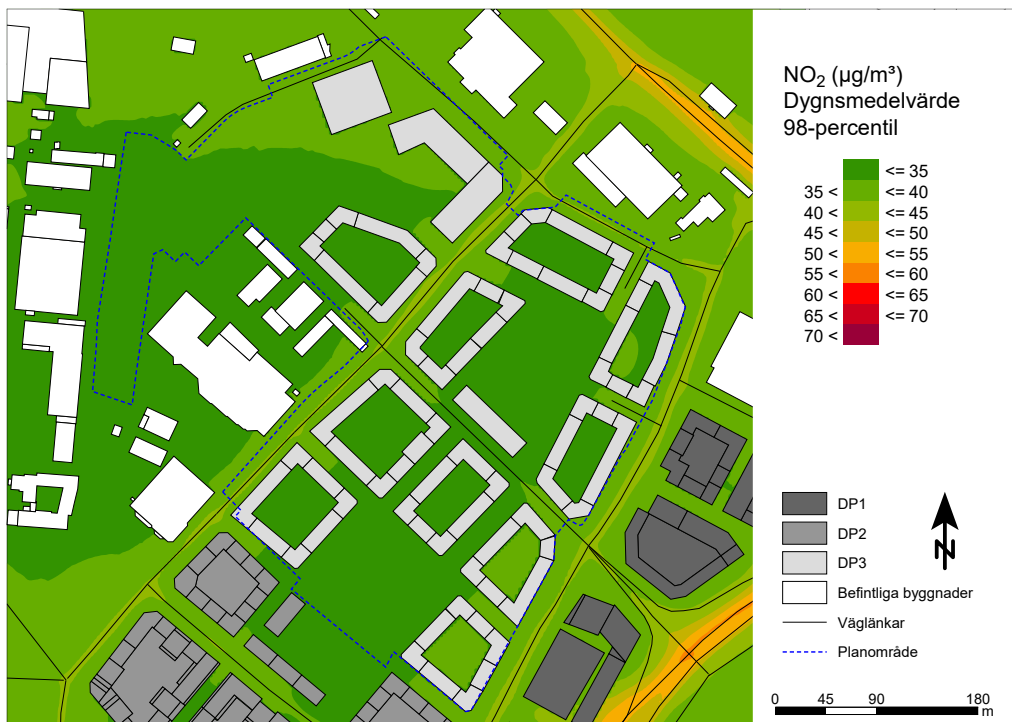 NO₂ (µg/m³)
Dygnsmedelvärde
98-percentil
<= 35
35 < <= 40
40 < <= 45
45 < <= 50
50 < <= 55
55 < <= 60
60 < <= 65
65 < <= 70
70 <
DP1
DP2
DP3
Befintliga byggnader
Väglänkar
Planområde
N
0 45 90 180
m